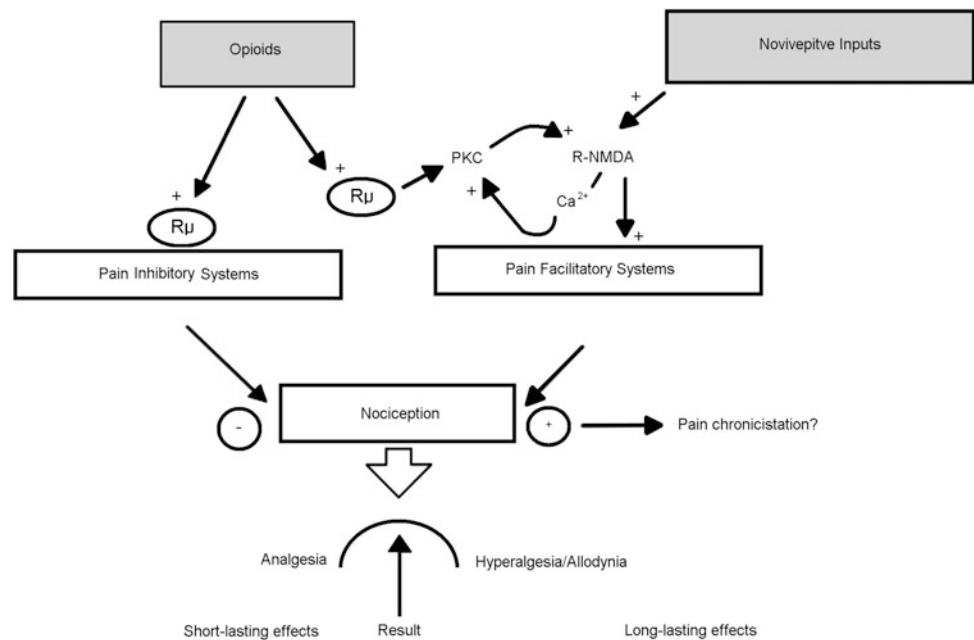 Opioids
Novivepitve Inputs
+
+
PKC
R-NMDA
+
Rµ
+
Ca2+
+
Rµ
+
Pain Inhibitory Systems
Pain Facilitatory Systems
-
Nociception
+
Pain chronicistation?
Analgesia
Hyperalgesia/Allodynia
Short-lasting effects
Result
Long-lasting effects